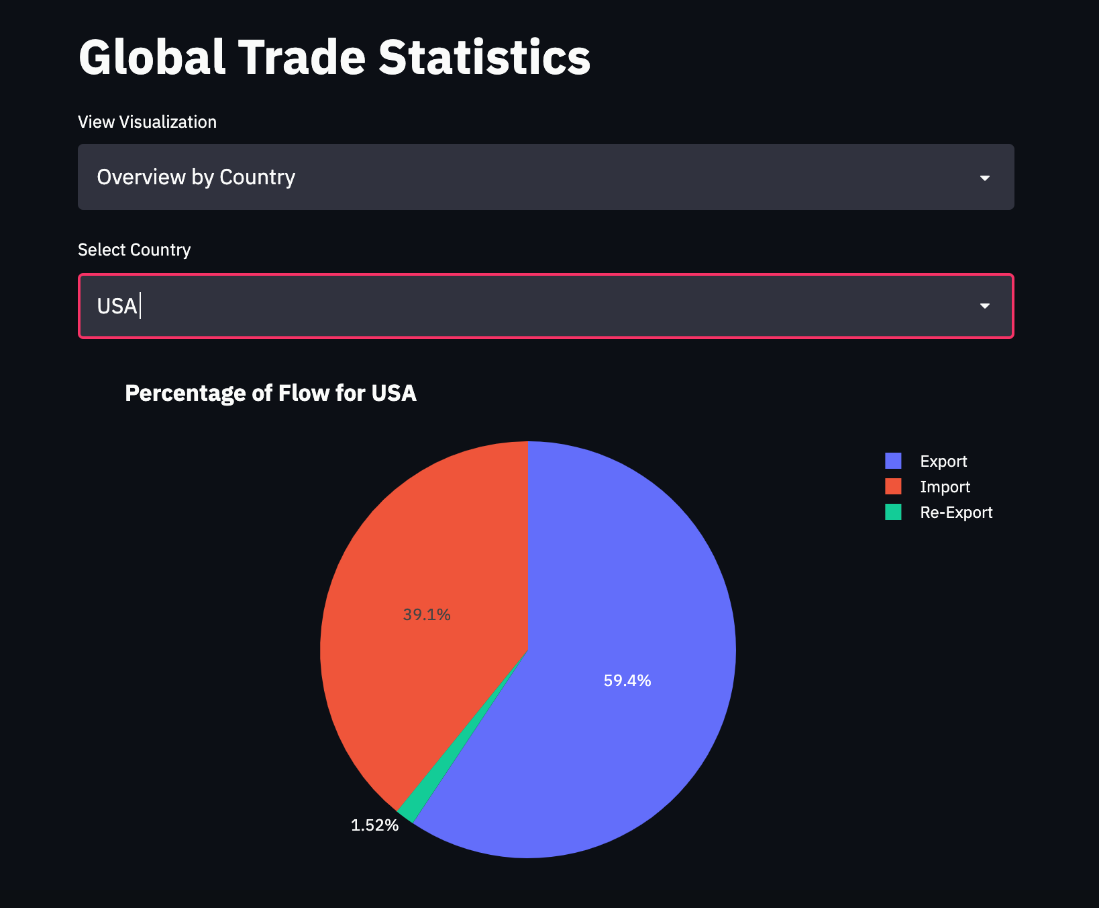 Global Trade Statistics
View Visualization
Overview by Country
Select Country
USA
Percentage of Flow for USA
Export
Import
Re-Export
39.1%
59.4%
1.52%